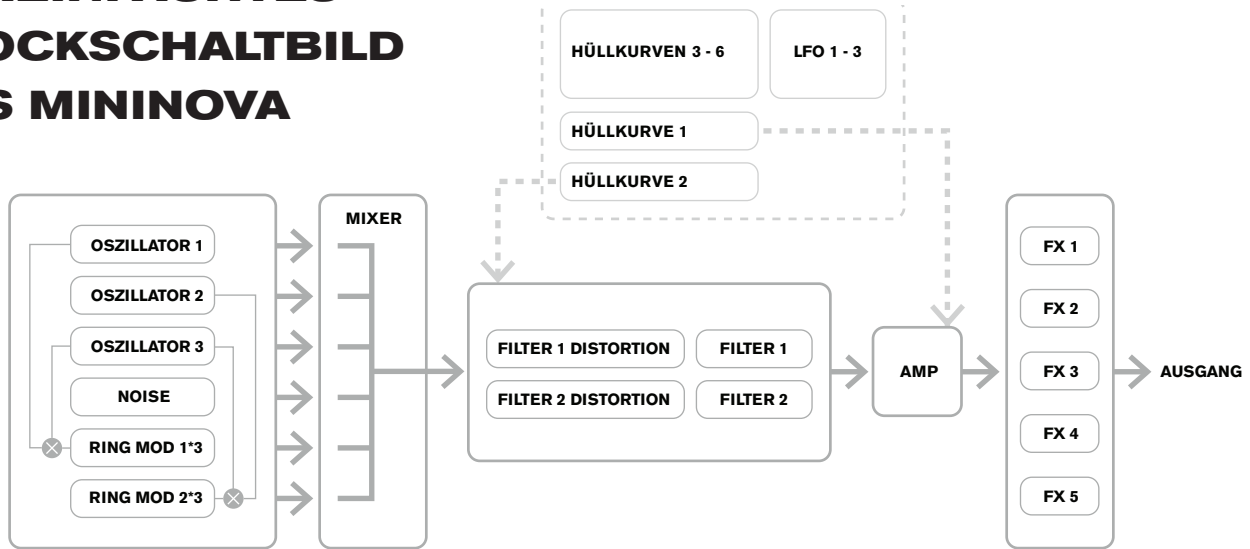 OCKSCHALTBILD
S MININOVA
HÜLLKURVEN 3 - 6
LFO 1 - 3
HÜLLKURVE 1
HÜLLKURVE 2
OSZILLATOR 1
OSZILLATOR 2
OSZILLATOR 3
NOISE
RING MOD 1*3
RING MOD 2*3
MIXER
FILTER 1 DISTORTION
FILTER 1
FILTER 2 DISTORTION
FILTER 2
AMP
FX 1
FX 2
FX 3
FX 4
FX 5
AUSGANG